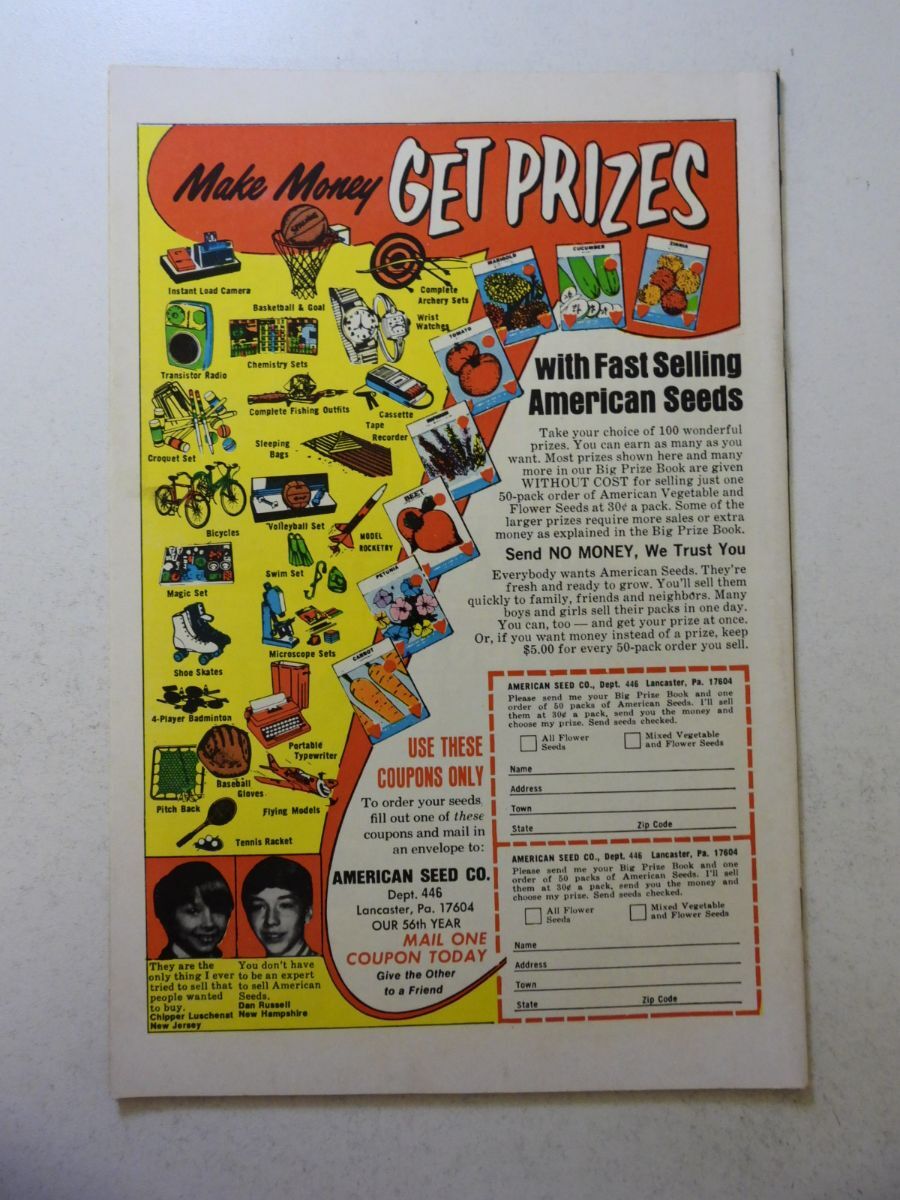 Make Money GET PRIZES
SPALDING
Instant Load Camera
Basketball & Goal
Complete
Archery Sets
Wrist
Watches
Transistor Radio
Chemistry Sets
Complete Fishing Outfits
Cassette
Tape
Recorder
Croquet Set
Sleeping
Bags
Bicycles
Volleyball Set
MODEL
ROCKETRY
Swim Set
Magic Set
Microscope Sets
Shoe Skates
4-Player Badminton
Portable
Typewriter
Baseball
Gloves
Pitch Back
Flying Models
Tennis Racket
MARIGOLD
CUCUMBER
ZINNIA
TOMATO
BEET
PETUNIA
CARROT
with Fast Selling
American Seeds
Take your choice of 100 wonderful
prizes. You can earn as many as you
want. Most prizes shown here and many
more in our Big Prize Book are given
WITHOUT COST for selling just one
50-pack order of American Vegetable and
Flower Seeds at 30¢ a pack. Some of the
larger prizes require more sales or extra
money as explained in the Big Prize Book.
Send NO MONEY, We Trust You
Everybody wants American Seeds. They're
fresh and ready to grow. You'll sell them
quickly to family, friends and neighbors. Many
boys and girls sell their packs in one day.
You can, too — and get your prize at once.
Or, if you want money instead of a prize, keep
$5.00 for every 50-pack order you sell.
USE THESE
COUPONS ONLY
To order your seeds
fill out one of these
coupons and mail in
an envelope to:
AMERICAN SEED CO.
Dept. 446
Lancaster, Pa. 17604
OUR 56th YEAR
MAIL ONE
COUPON TODAY
Give the Other
to a Friend
AMERICAN SEED CO., Dept. 446 Lancaster, Pa. 17604
Please send me your Big Prize Book and one
order of 50 packs of American Seeds. I'll sell
them at 30¢ a pack, send you the money and
choose my prize. Send seeds checked.
All Flower
Seeds
Mixed Vegetable
and Flower Seeds
Name
Address
Town
State Zip Code
AMERICAN SEED CO., Dept. 446 Lancaster, Pa. 17604
Please send me your Big Prize Book and one
order of 50 packs of American Seeds. I'll sell
them at 30¢ a pack, send you the money and
choose my prize. Send seeds checked.
All Flower
Seeds
Mixed Vegetable
and Flower Seeds
Name
Address
Town
State Zip Code
They are the
only thing I ever
tried to sell that
people wanted
to buy.
Chipper Luschenat
New Jersey
You don't have
to be an expert
to sell American
Seeds.
Dan Russell
New Hampshire